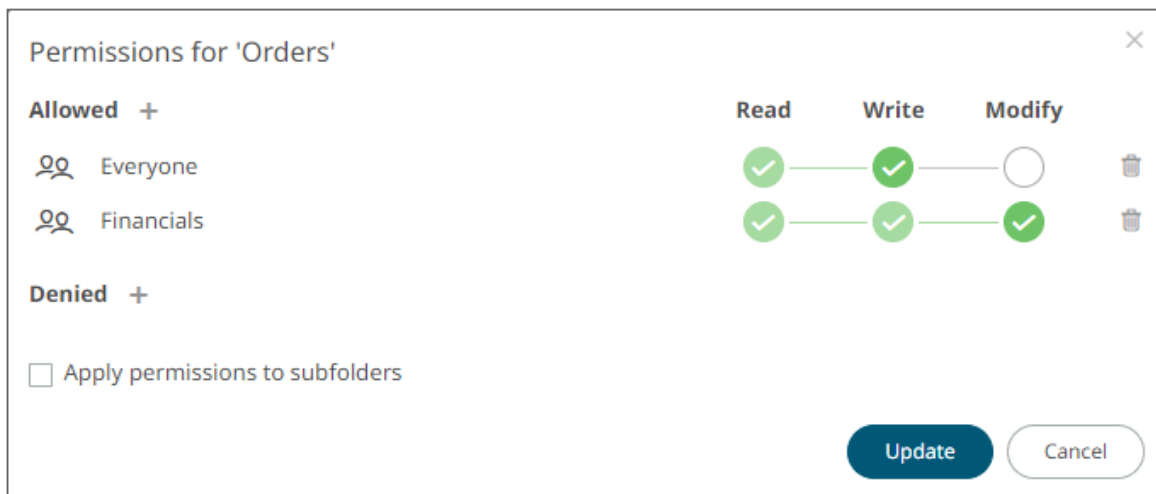 Permissions for 'Orders'
Allowed + Read Write Modify
Everyone
Financials
Denied +
Apply permissions to subfolders
Update Cancel